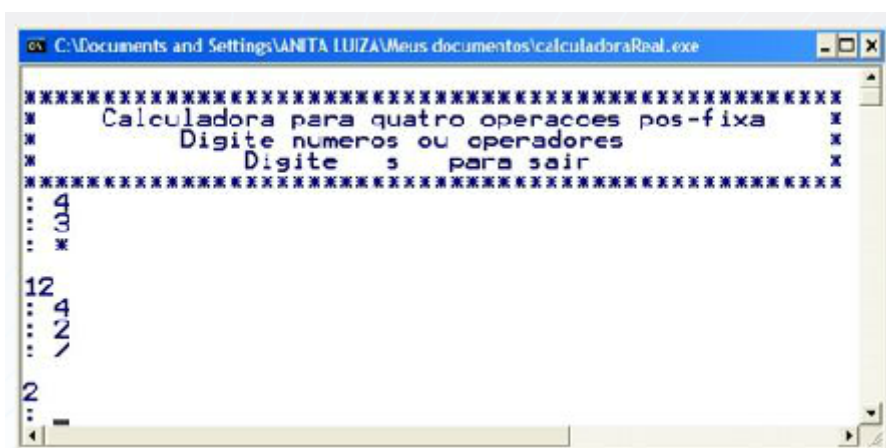 C:\Documents and Settings\ANITA LUIZA\Meus documentos\calculadoraReal.exe
*****************************************************
* Calculadora para quatro operacoes pos-fixa *
* Digite numeros ou operadores *
* Digite s para sair *
*****************************************************
: 4
: 3
: *
12
: 4
: 2
: /
2
: _